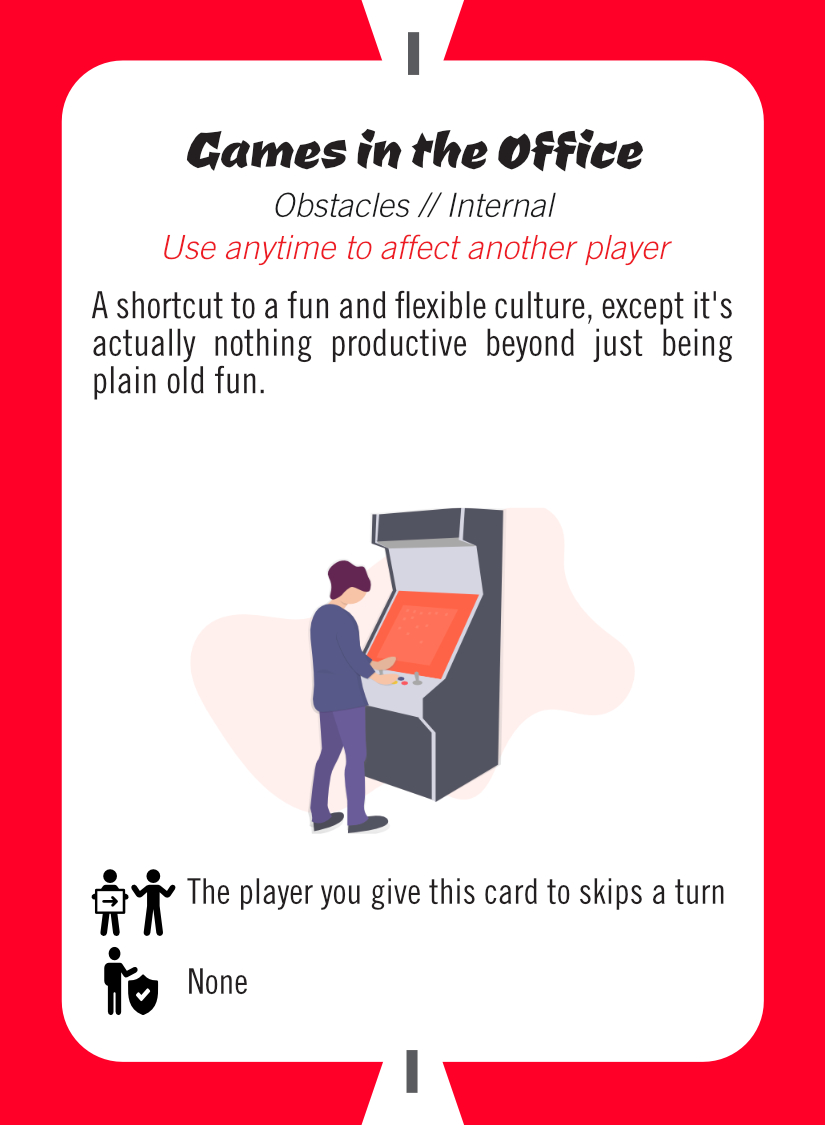 I
Games in the Office
Obstacles // Internal
Use anytime to affect another player
A shortcut to a fun and flexible culture, except it's
actually nothing productive beyond just being
plain old fun.
The player you give this card to skips a turn
None
I